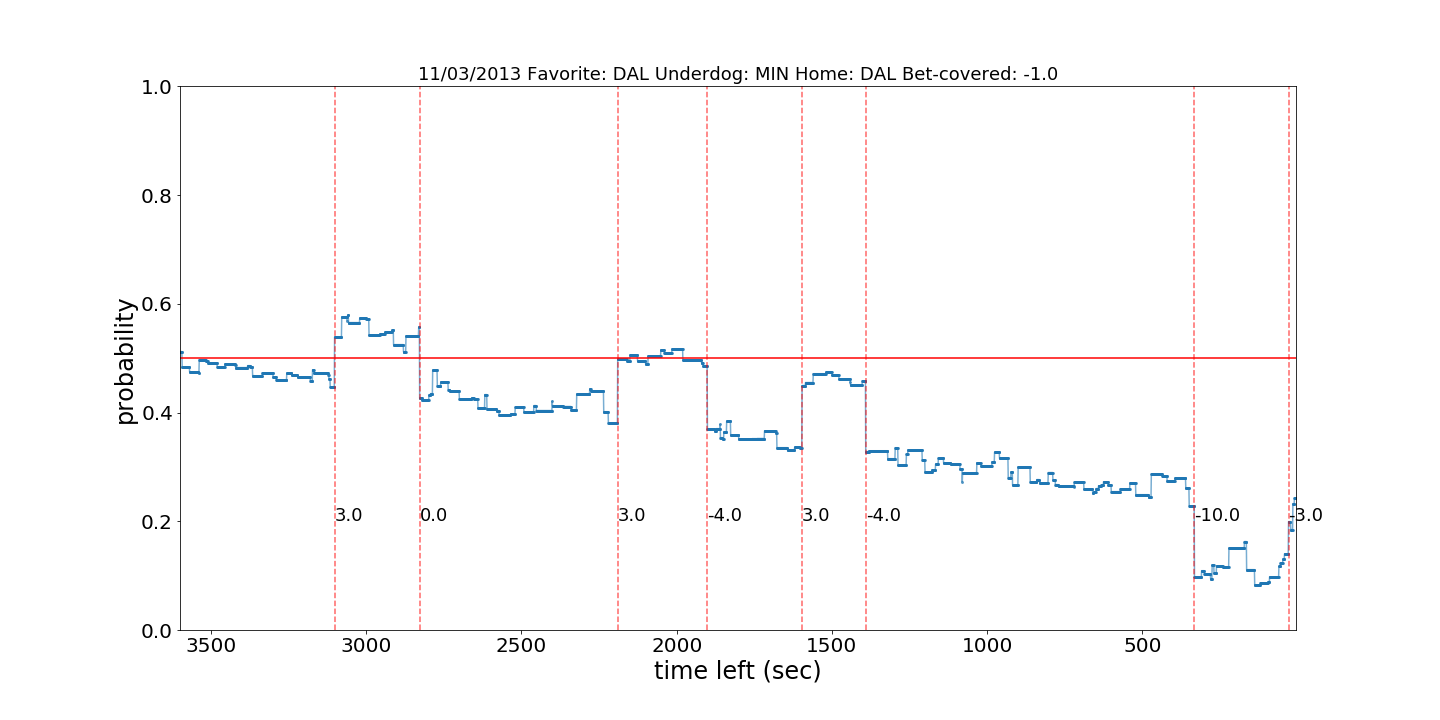 11/03/2013 Favorite: DAL Underdog: MIN Home: DAL Bet-covered: -1.0
1.0
0.8
0.6
0.4
0.2
0.0
probability
3.0 0.0 3.0 -4.0 3.0 -4.0 -10.0 -3.0
3500 3000 2500 2000 1500 1000 500
time left (sec)